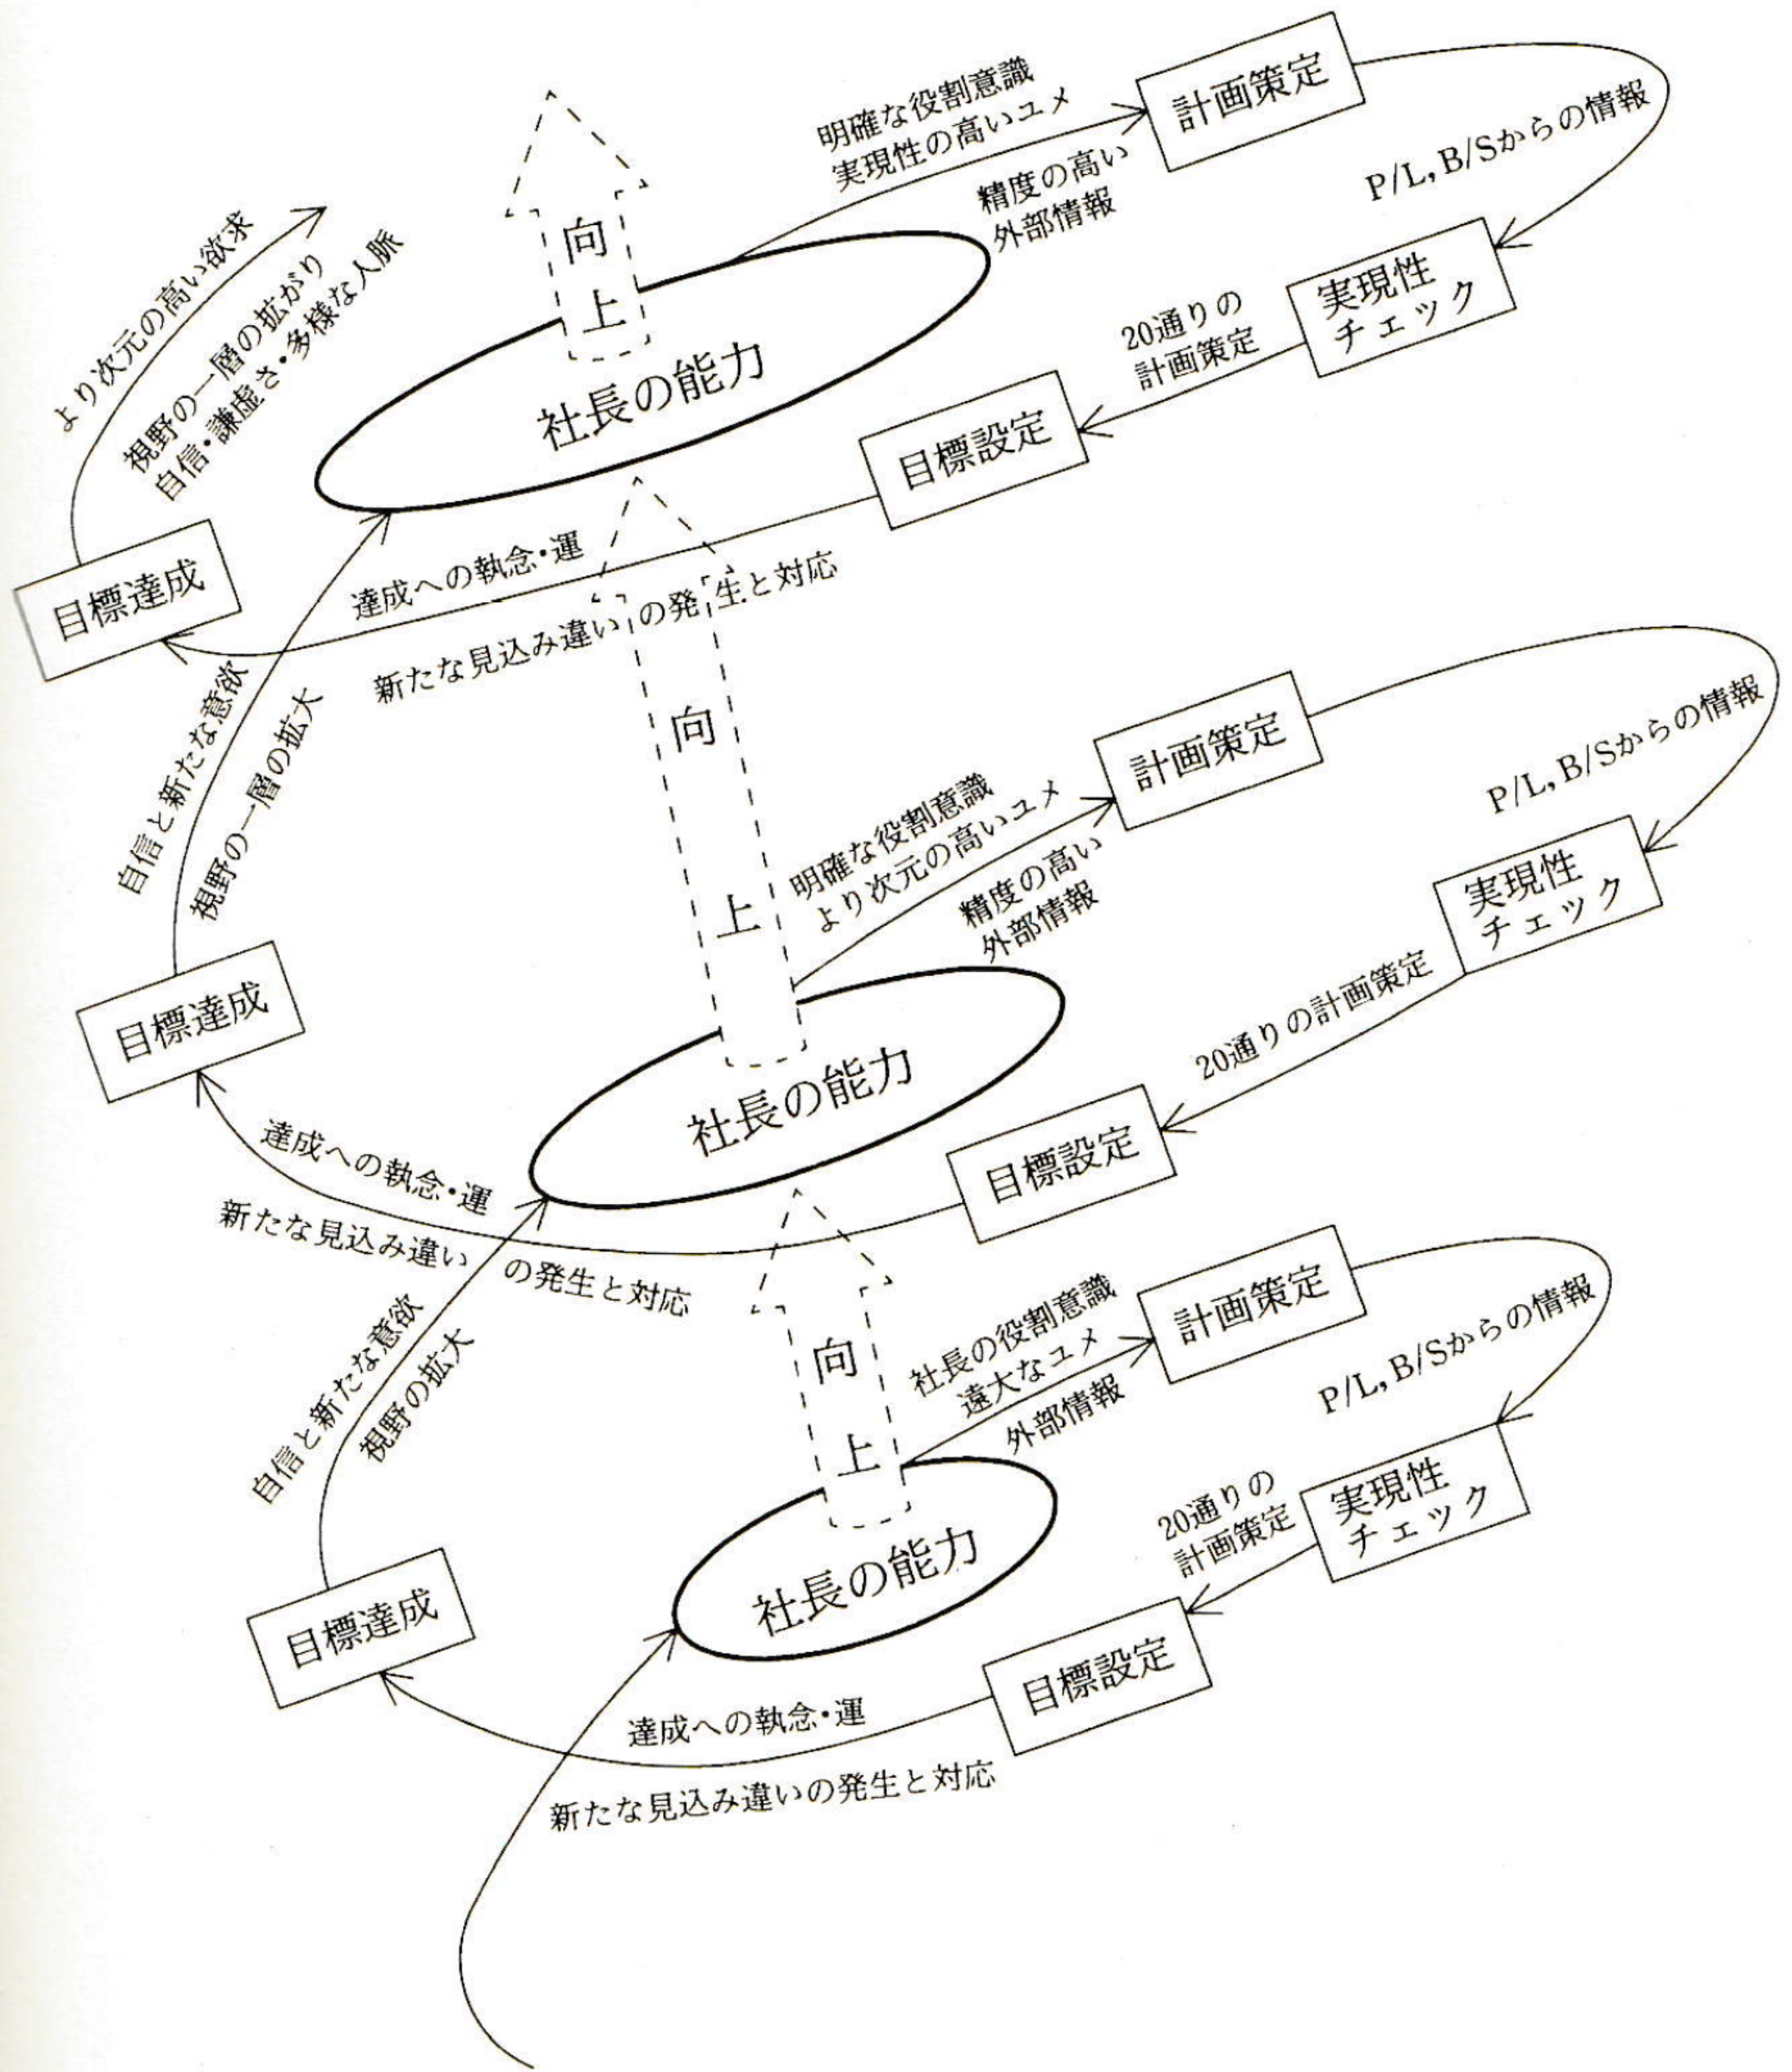 明確な役割意識
実現性の高いユメ
精度の高い
外部情報
計画策定
P/L, B/Sからの情報
実現性
チェック
20通りの
計画策定
目標設定
向
上
社長の能力
より次元の高い欲求
視野の一層の拡がり
自信・謙虚さ・多様な人脈
達成への執念・運
新たな見込み違いの発生と対応
目標達成
自信と新たな意欲
視野の一層の拡大
向
上
明確な役割意識
より次元の高いユメ
精度の高い
外部情報
計画策定
P/L, B/Sからの情報
実現性
チェック
20通りの計画策定
目標設定
社長の能力
目標達成
達成への執念・運
新たな見込み違いの発生と対応
自信と新たな意欲
視野の拡大
向
上
社長の役割意識
遠大なユメ
外部情報
計画策定
P/L, B/Sからの情報
実現性
チェック
20通りの
計画策定
目標設定
社長の能力
目標達成
達成への執念・運
新たな見込み違いの発生と対応